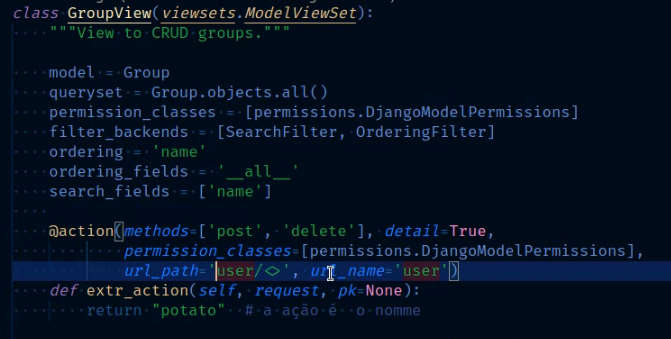 class GroupView(viewsets.ModelViewSet):
    """View to CRUD groups."""

    model = Group
    queryset = Group.objects.all()
    permission_classes = [permissions.DjangoModelPermissions]
    filter_backends = [SearchFilter, OrderingFilter]
    ordering = 'name'
    ordering_fields = '__all__'
    search_fields = ['name']

    @action(methods=['post', 'delete'], detail=True,
            permission_classes=[permissions.DjangoModelPermissions],
            url_path='user/<>', url_name='user')
    def extr_action(self, request, pk=None):
        return "potato"  # a ação é o nomme